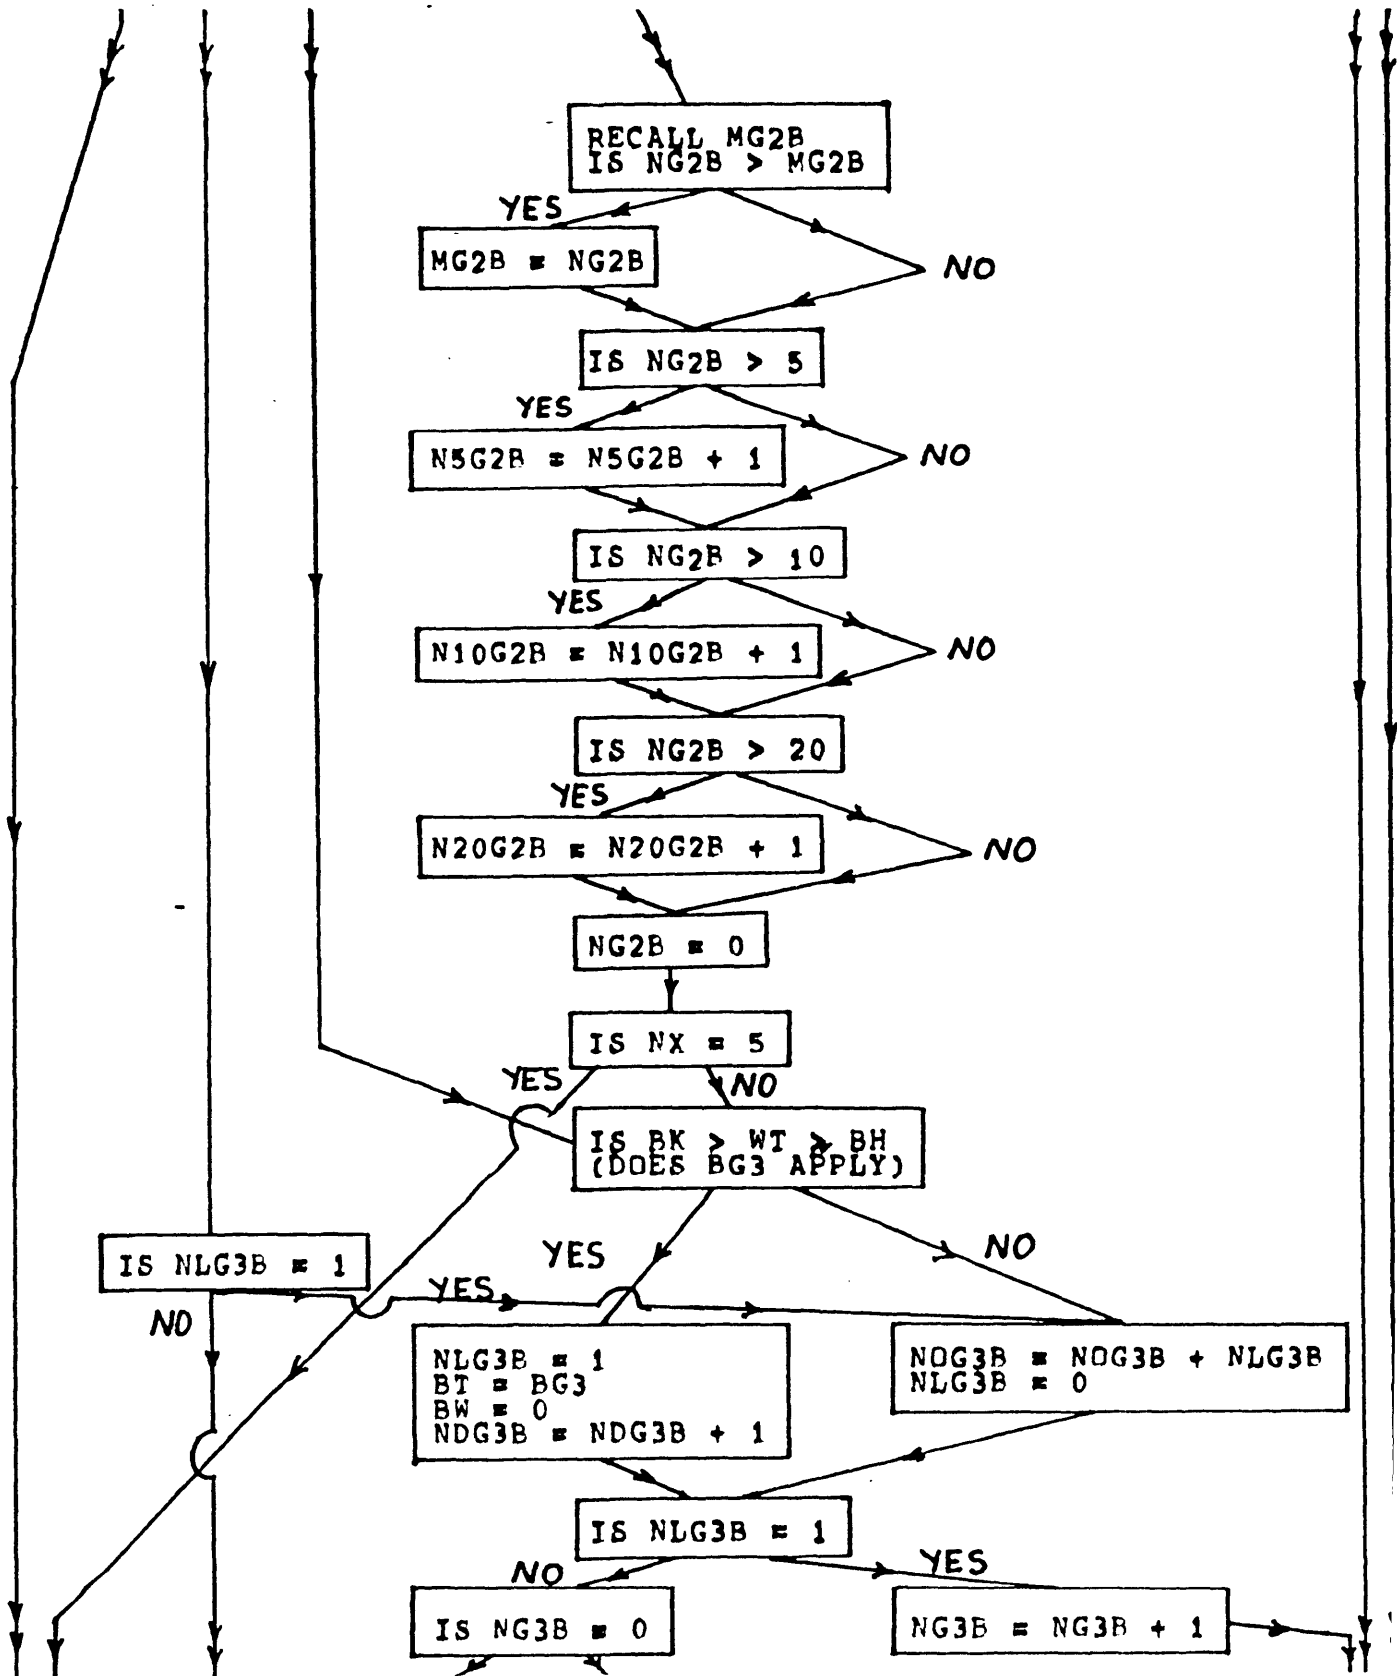 RECALL MG2B
IS NG2B > MG2B
YES
MG2B = NG2B
NO
IS NG2B > 5
YES
N5G2B = N5G2B + 1
NO
IS NG2B > 10
YES
N10G2B = N10G2B + 1
NO
IS NG2B > 20
YES
N20G2B = N20G2B + 1
NO
NG2B = 0
IS NX = 5
YES
NO
IS BK > WT > BH
(DOES BG3 APPLY)
YES
NO
IS NLG3B = 1
YES
NO
NLG3B = 1
BT = BG3
BW = 0
NDG3B = NDG3B + 1
NOG3B = NOG3B + NLG3B
NLG3B = 0
IS NLG3B = 1
NO
YES
IS NG3B = 0
NG3B = NG3B + 1